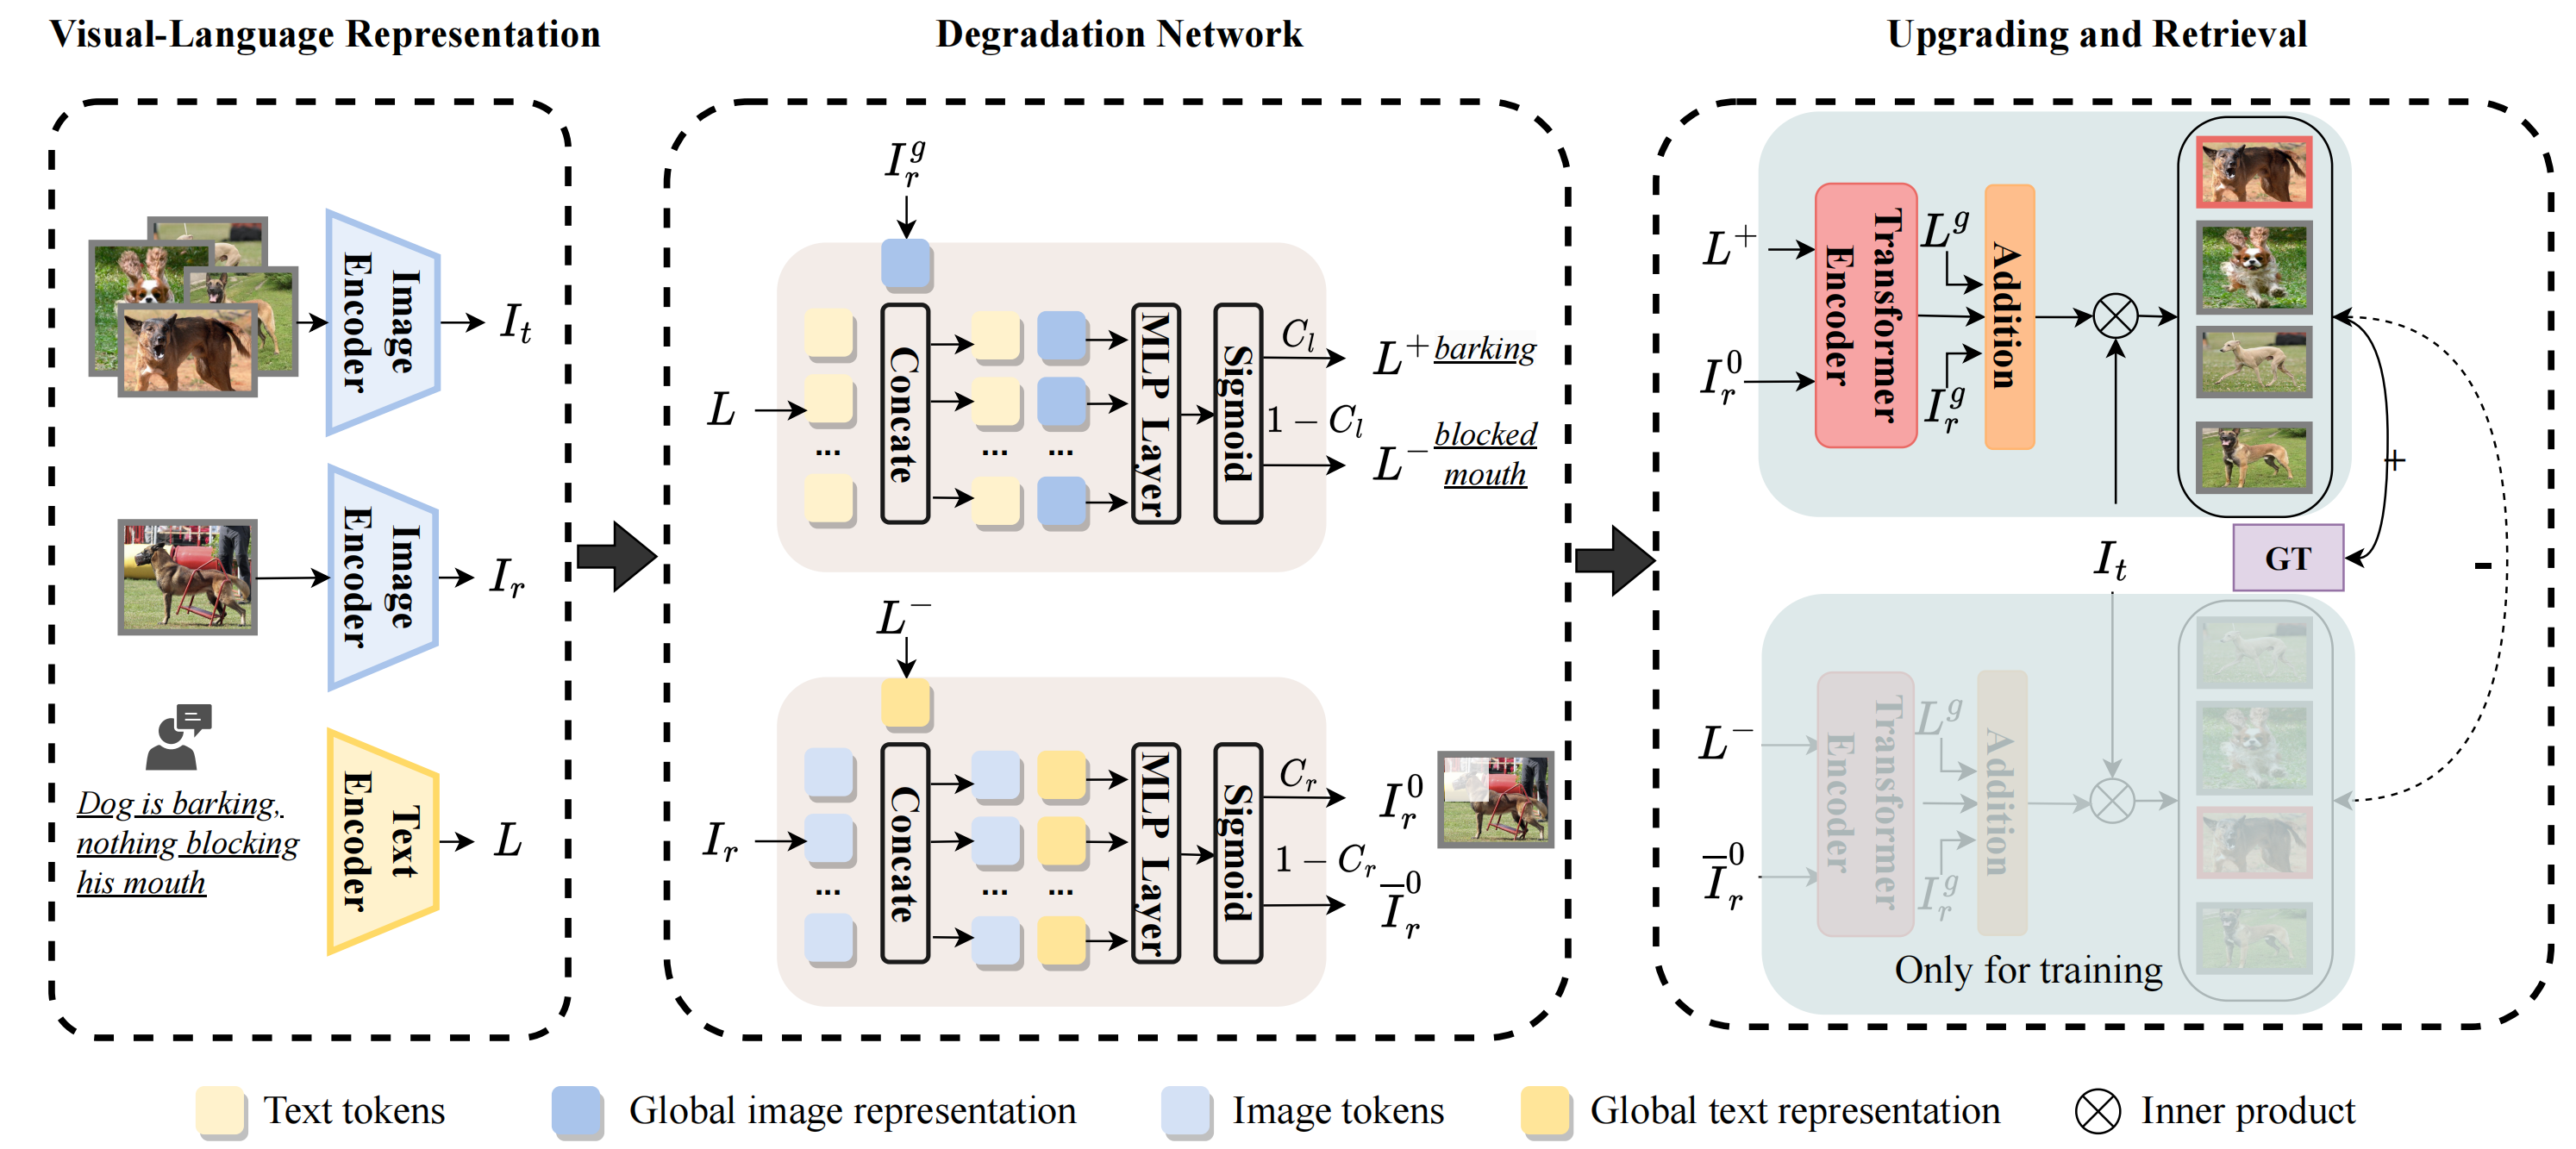 Visual-Language Representation
Degradation Network
Upgrading and Retrieval
Image
Encoder
I_t
Image
Encoder
I_r
Dog is barking,
nothing blocking
his mouth
Text
Encoder
L
I_r^g
L
...
Concate
...
...
MLP Layer
Sigmoid
C_l
L^+ barking
1 − C_l
L^- blocked
mouth
L^-
I_r
...
Concate
...
...
MLP Layer
Sigmoid
C_r
I_r^0
1 − C_r
\overline{I}_r^0
L^+
I_r^0
Transformer
Encoder
L^g
I_r^g
Addition
+
GT
I_t
-
L^-
\overline{I}_r^0
Transformer
Encoder
L^g
I_r^g
Addition
Only for training
Text tokens
Global image representation
Image tokens
Global text representation
Inner product